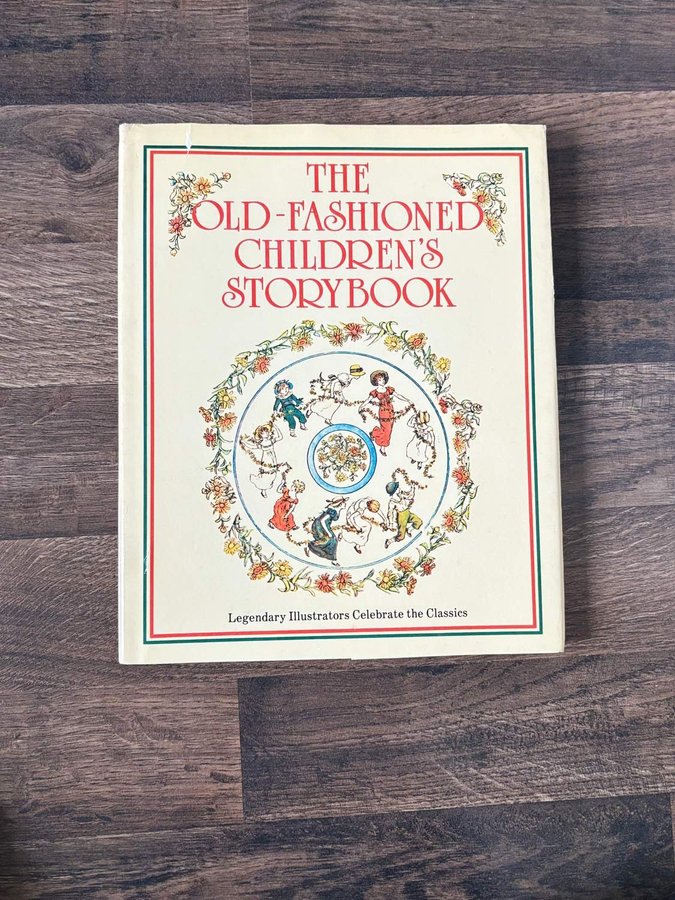 THE
OLD-FASHIONED
CHILDREN'S
STORYBOOK
Legendary Illustrators Celebrate the Classics